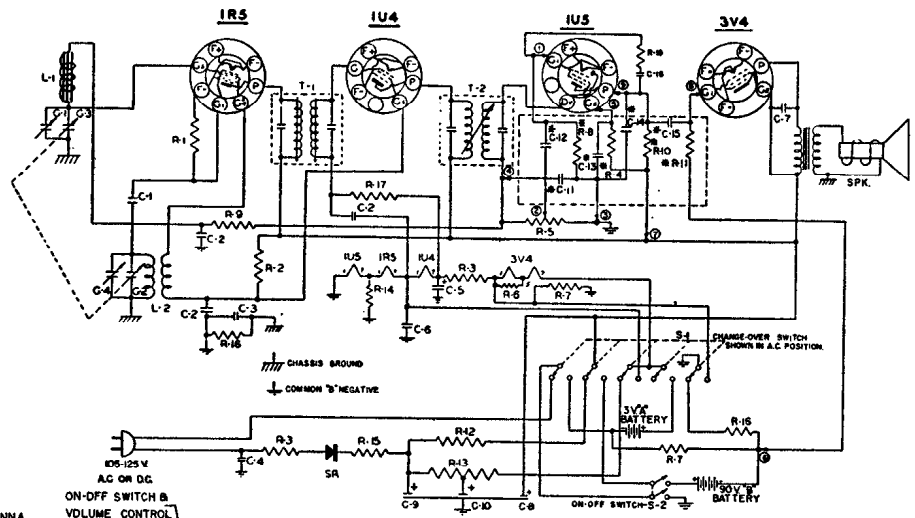 1R5
1U4
1U5
3V4
F+
F-
P
G
L-1
G-1
G-3
R-1
T-1
T-2
R-18
C-16
C-12
R-8
C-13
C-14
R-4
C-15
R-10
R-11
C-7
SPK.
C-1
R-9
C-2
R-17
C-2
C-11
R-5
G-4
G-2
L-2
R-2
C-2
C-3
R-16
1U5
1R5
1U4
3V4
R-14
C-5
R-3
R-6
R-7
C-6
CHASSIS GROUND
COMMON "B" NEGATIVE
S-1
CHANGE-OVER SWITCH
SHOWN IN A.C. POSITION.
3V."A"
BATTERY
R-16
R-7
90V "B"
BATTERY
ON-OFF SWITCH-S-2
R-12
R-13
R-3
SR
R-15
C-4
C-9
C-10
C-8
105-125 V.
A.C OR D.C.
ON-OFF SWITCH &
VOLUME CONTROL